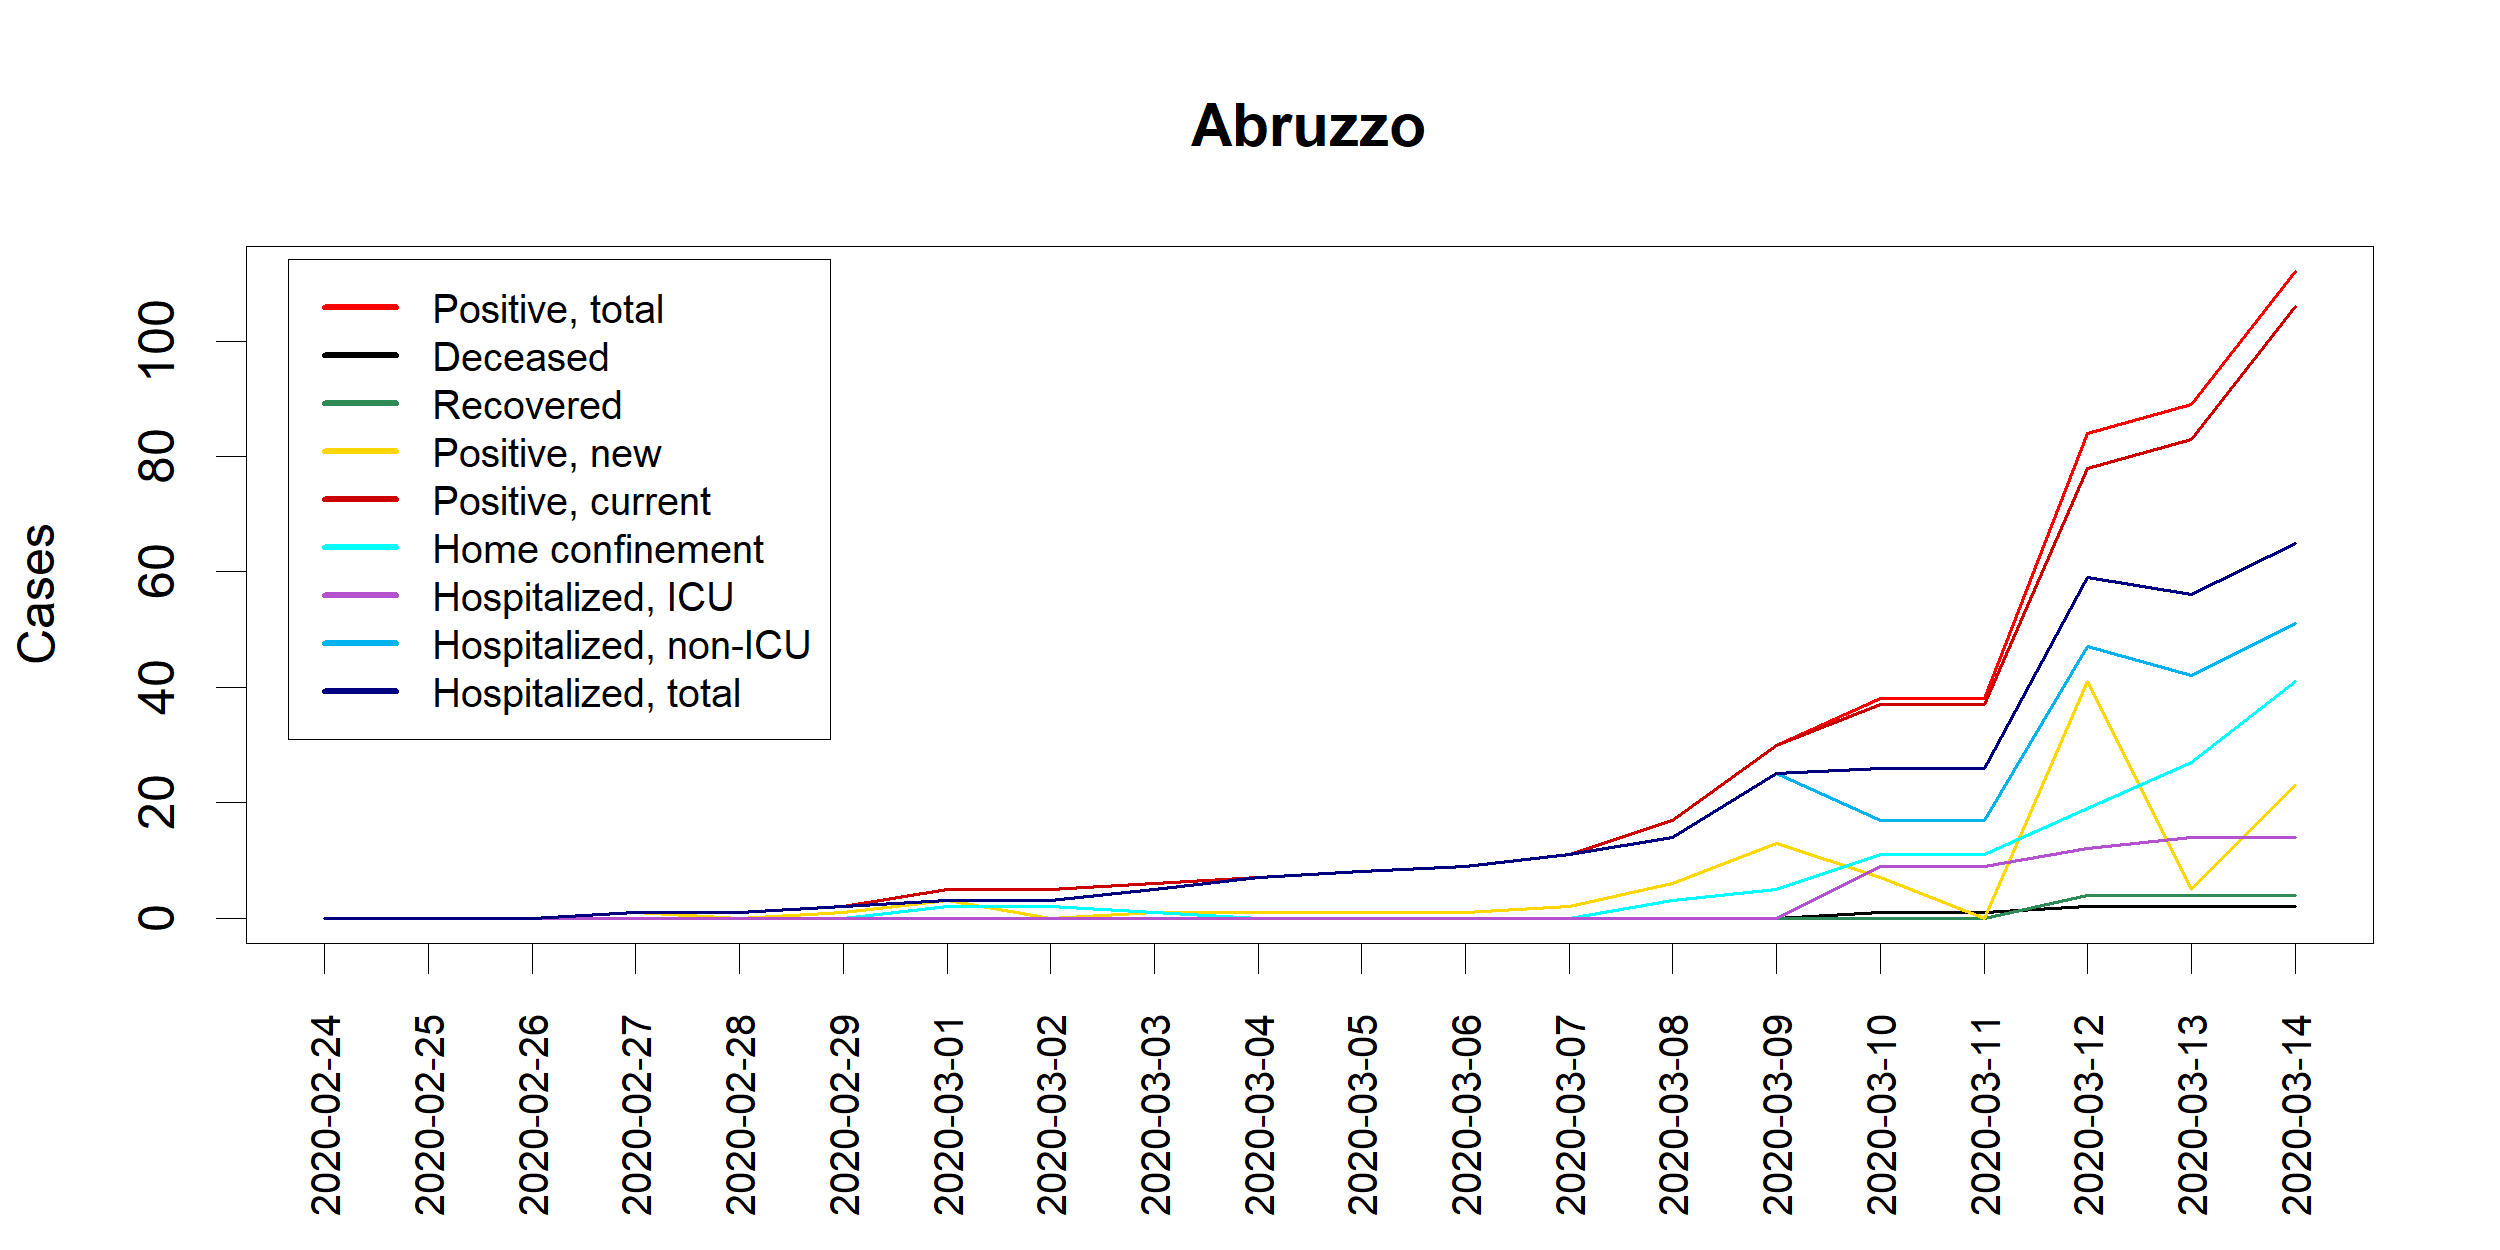 Abruzzo
Cases
100
80
60
40
20
0
Positive, total
Deceased
Recovered
Positive, new
Positive, current
Home confinement
Hospitalized, ICU
Hospitalized, non-ICU
Hospitalized, total
2020-02-24
2020-02-25
2020-02-26
2020-02-27
2020-02-28
2020-02-29
2020-03-01
2020-03-02
2020-03-03
2020-03-04
2020-03-05
2020-03-06
2020-03-07
2020-03-08
2020-03-09
2020-03-10
2020-03-11
2020-03-12
2020-03-13
2020-03-14